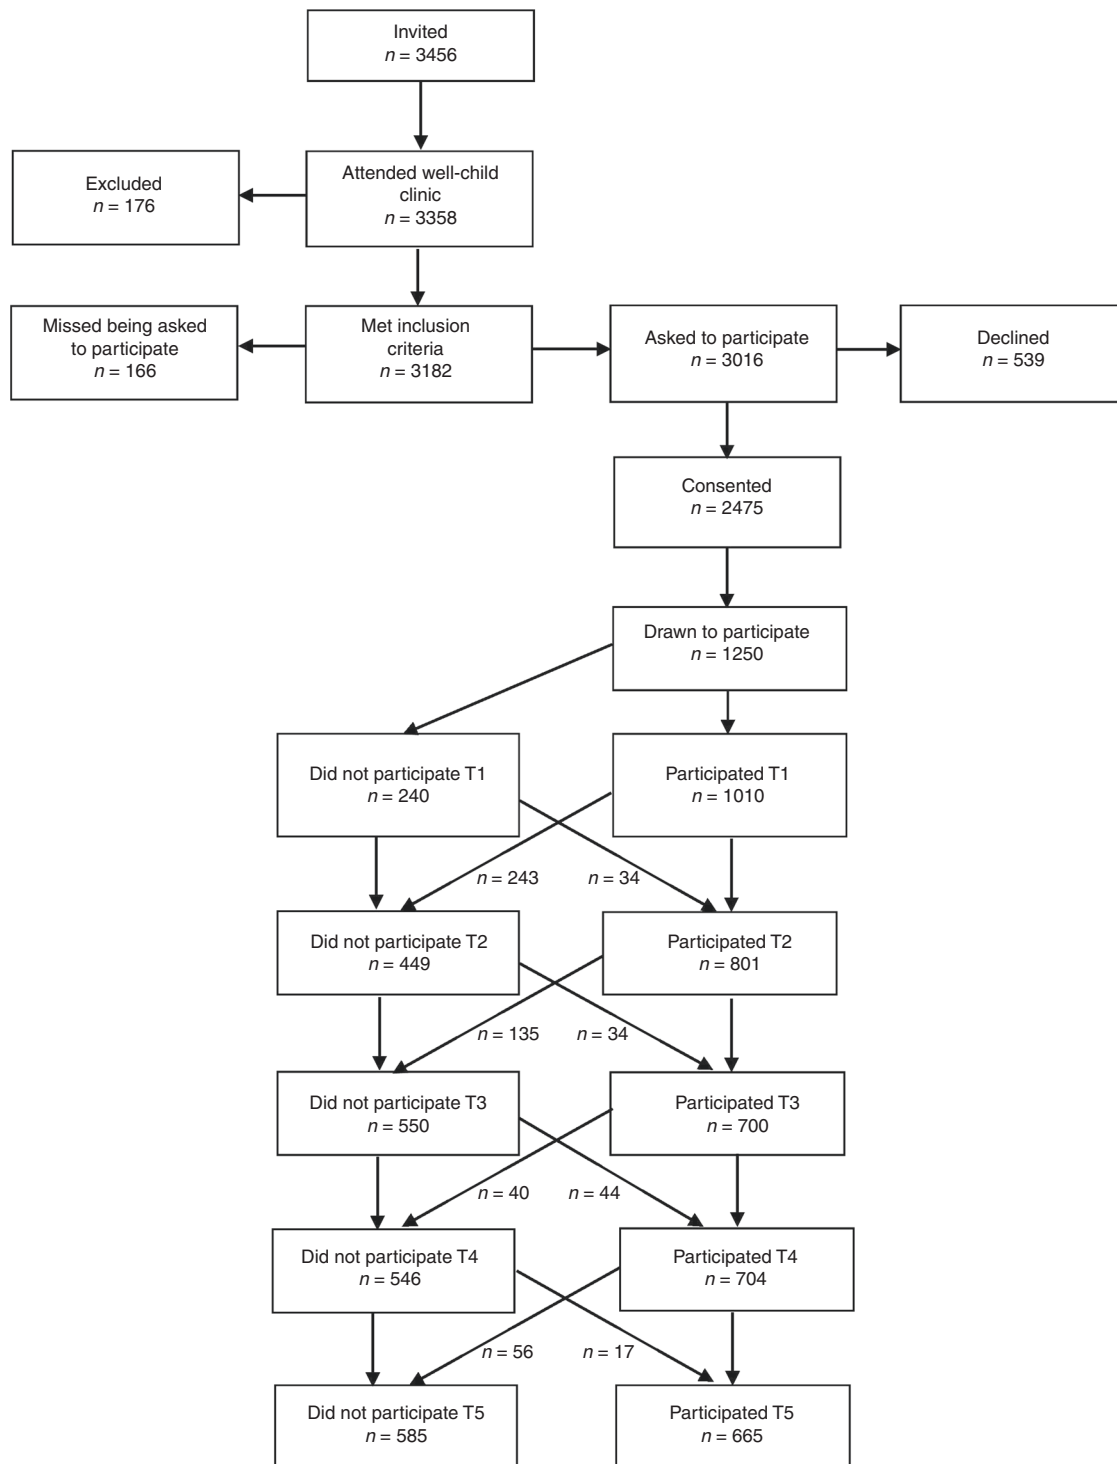 Invited
n = 3456
Attended well-child
clinic
n = 3358
Excluded
n = 176
Missed being asked
to participate
n = 166
Met inclusion
criteria
n = 3182
Asked to participate
n = 3016
Declined
n = 539
Consented
n = 2475
Drawn to participate
n = 1250
Did not participate T1
n = 240
Participated T1
n = 1010
n = 243
n = 34
Did not participate T2
n = 449
Participated T2
n = 801
n = 135
n = 34
Did not participate T3
n = 550
Participated T3
n = 700
n = 40
n = 44
Did not participate T4
n = 546
Participated T4
n = 704
n = 56
n = 17
Did not participate T5
n = 585
Participated T5
n = 665